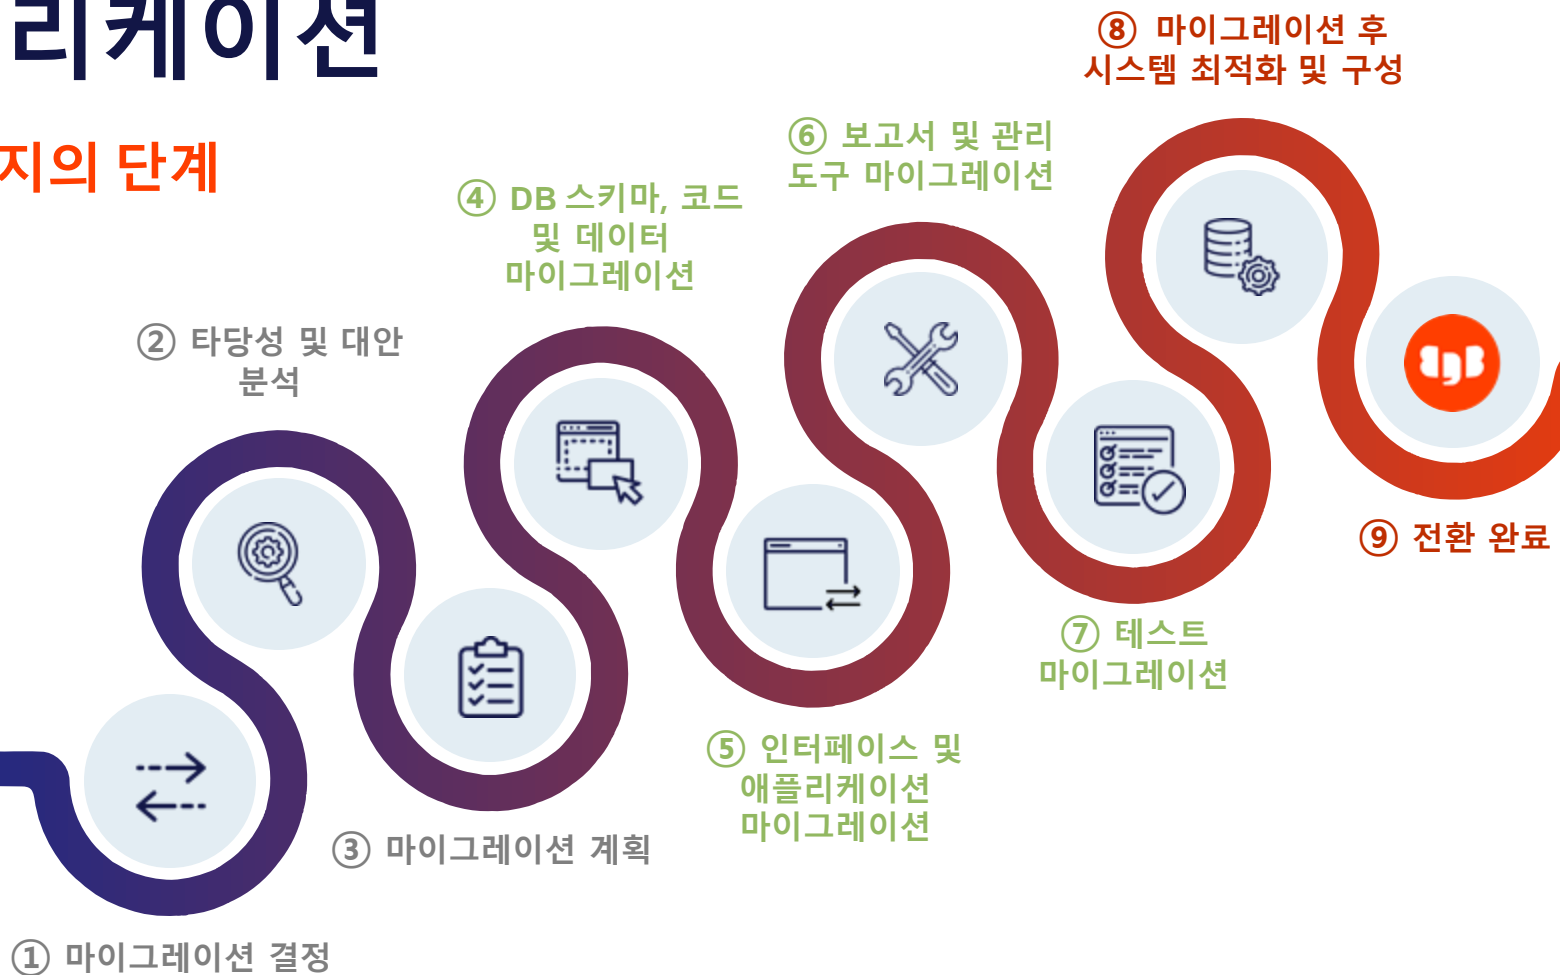 리케이션
지의 단계
① 마이그레이션 결정
② 타당성 및 대안
분석
③ 마이그레이션 계획
④ DB 스키마, 코드
및 데이터
마이그레이션
⑤ 인터페이스 및
애플리케이션
마이그레이션
⑥ 보고서 및 관리
도구 마이그레이션
⑦ 테스트
마이그레이션
⑧ 마이그레이션 후
시스템 최적화 및 구성
⑨ 전환 완료